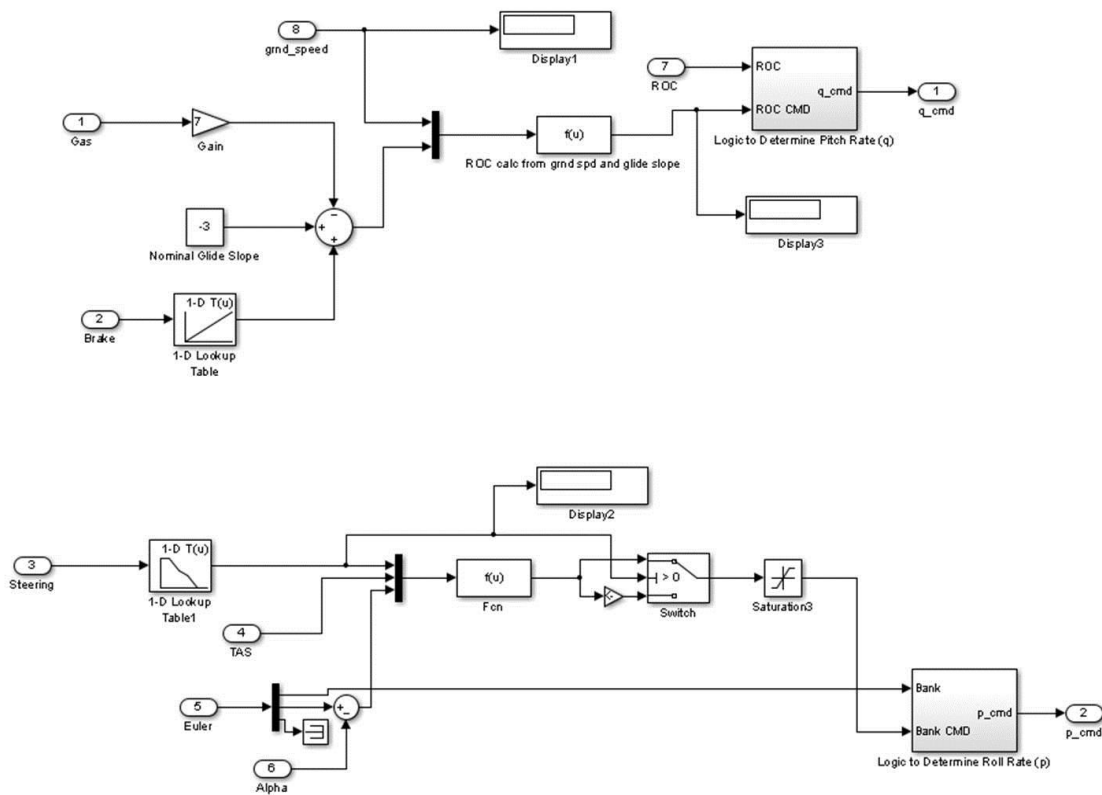 8
grnd_speed
Display1
7
ROC
ROC
q_cmd
ROC CMD
Logic to Determine Pitch Rate (q)
1
q_cmd
1
Gas
7
Gain
f(u)
ROC calc from grnd spd and glide slope
−
+
+
-3
Nominal Glide Slope
Display3
2
Brake
1-D T(u)
1-D Lookup
Table
Display2
3
Steering
1-D T(u)
1-D Lookup
Table1
f(u)
Fcn
> 0
Switch
Saturation3
4
TAS
5
Euler
+
−
6
Alpha
Bank
p_cmd
Bank CMD
Logic to Determine Roll Rate (p)
2
p_cmd